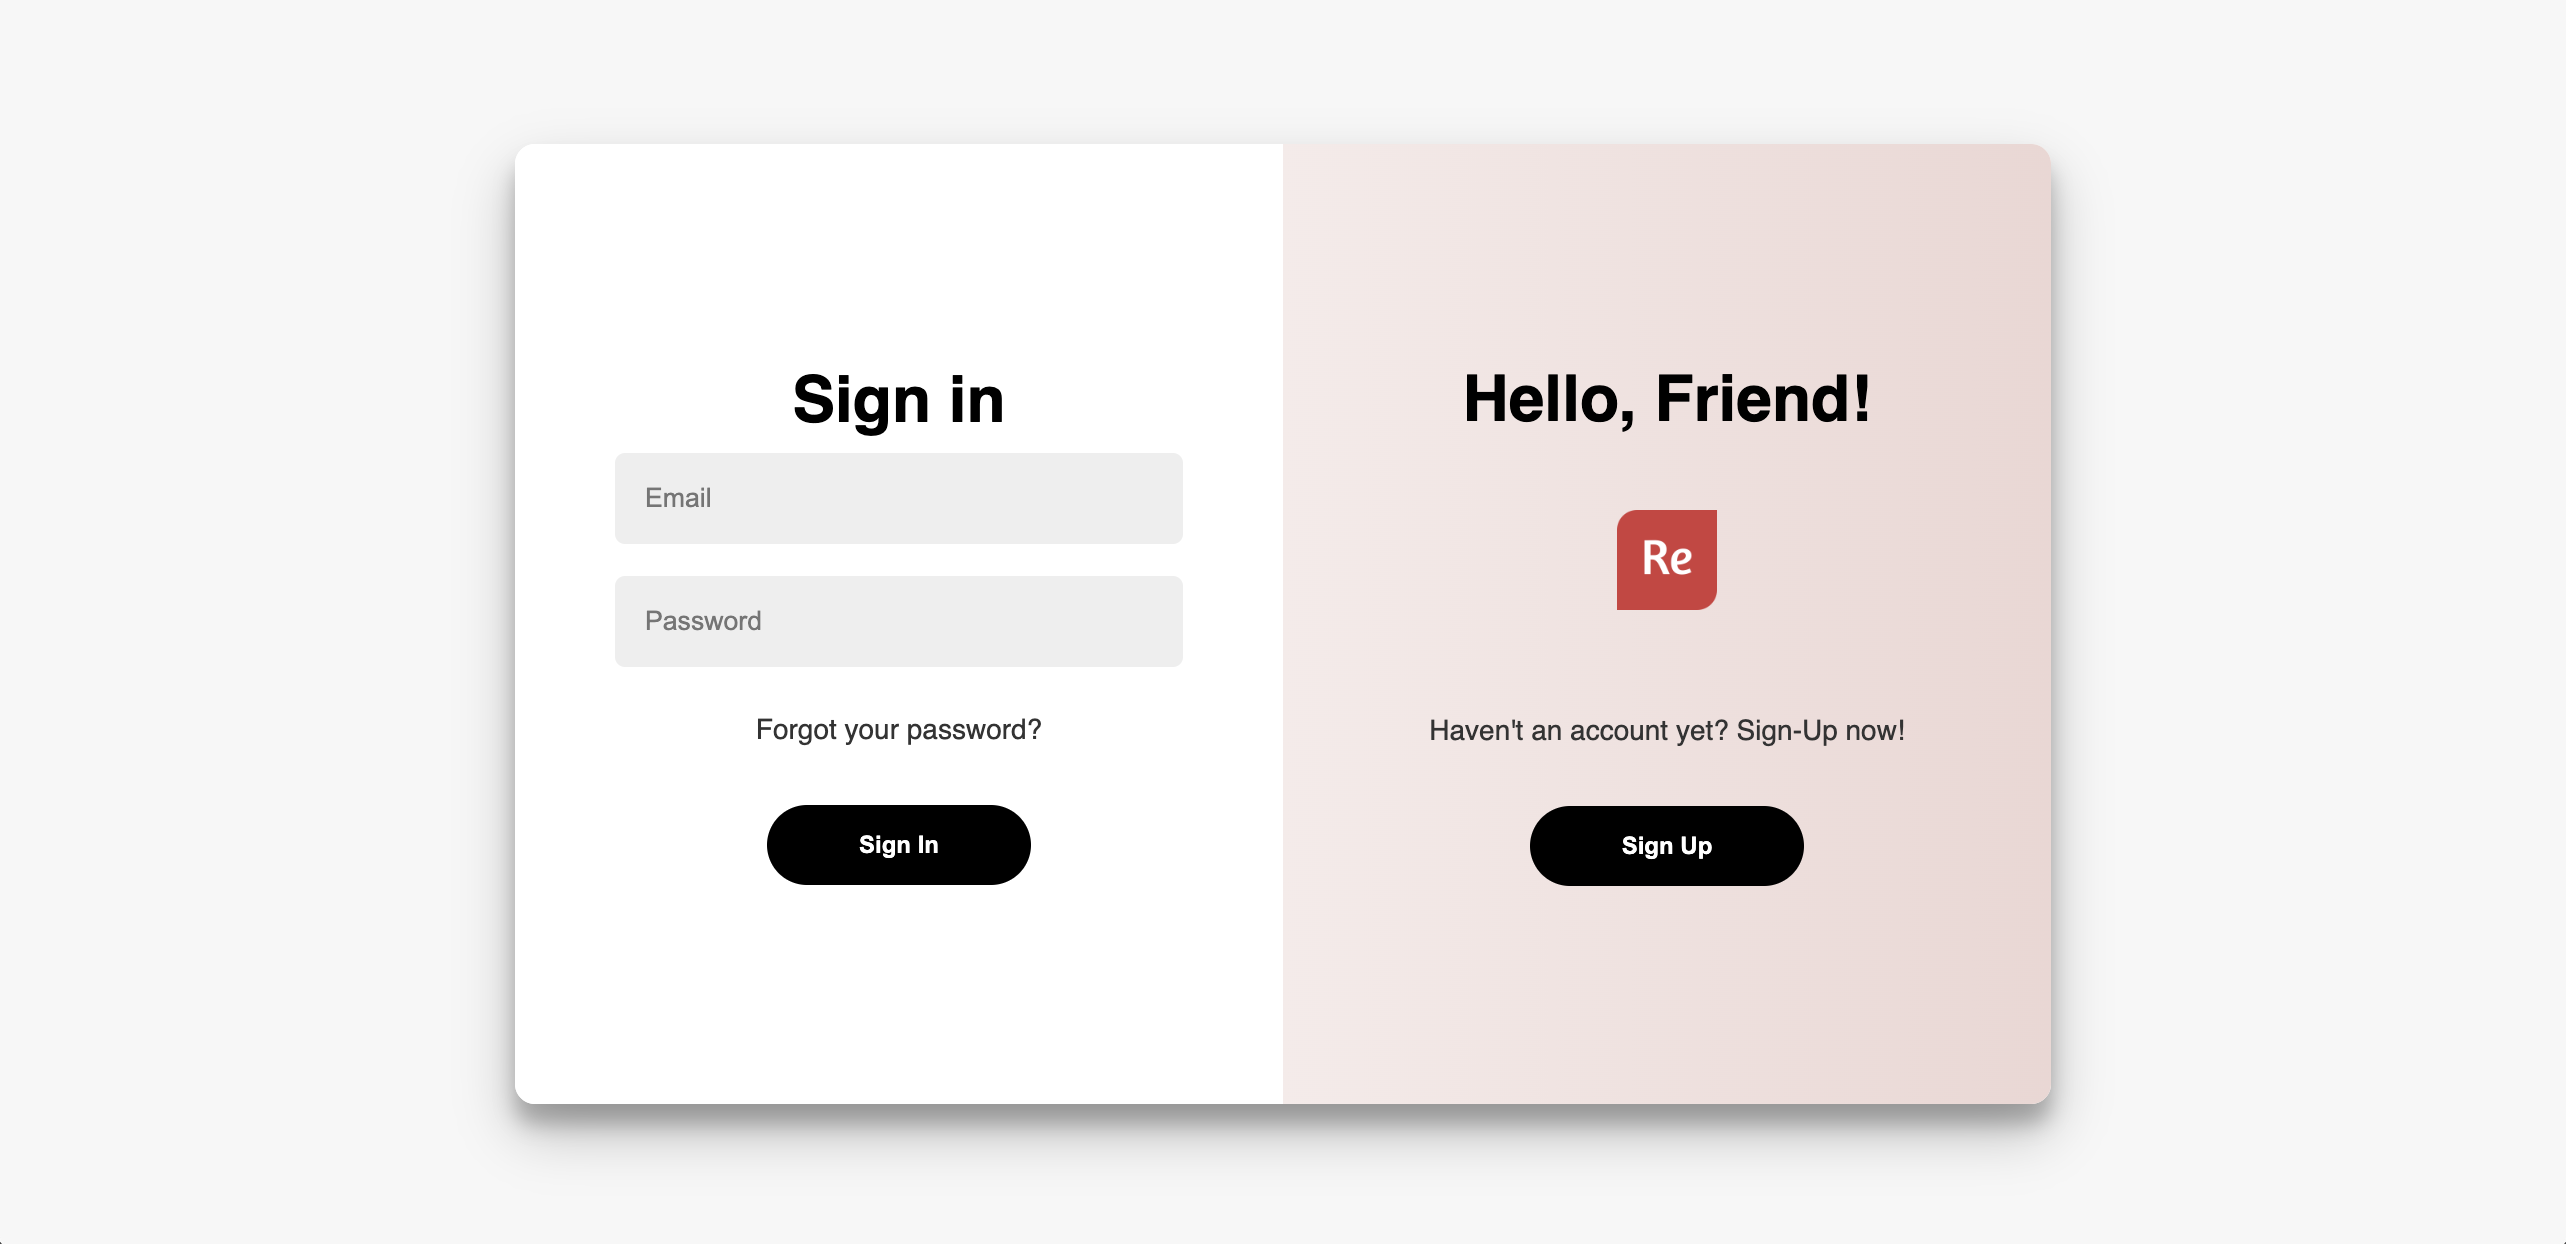 Sign in
Email
Password
Forgot your password?
Sign In
Hello, Friend!
Re
Haven't an account yet? Sign-Up now!
Sign Up